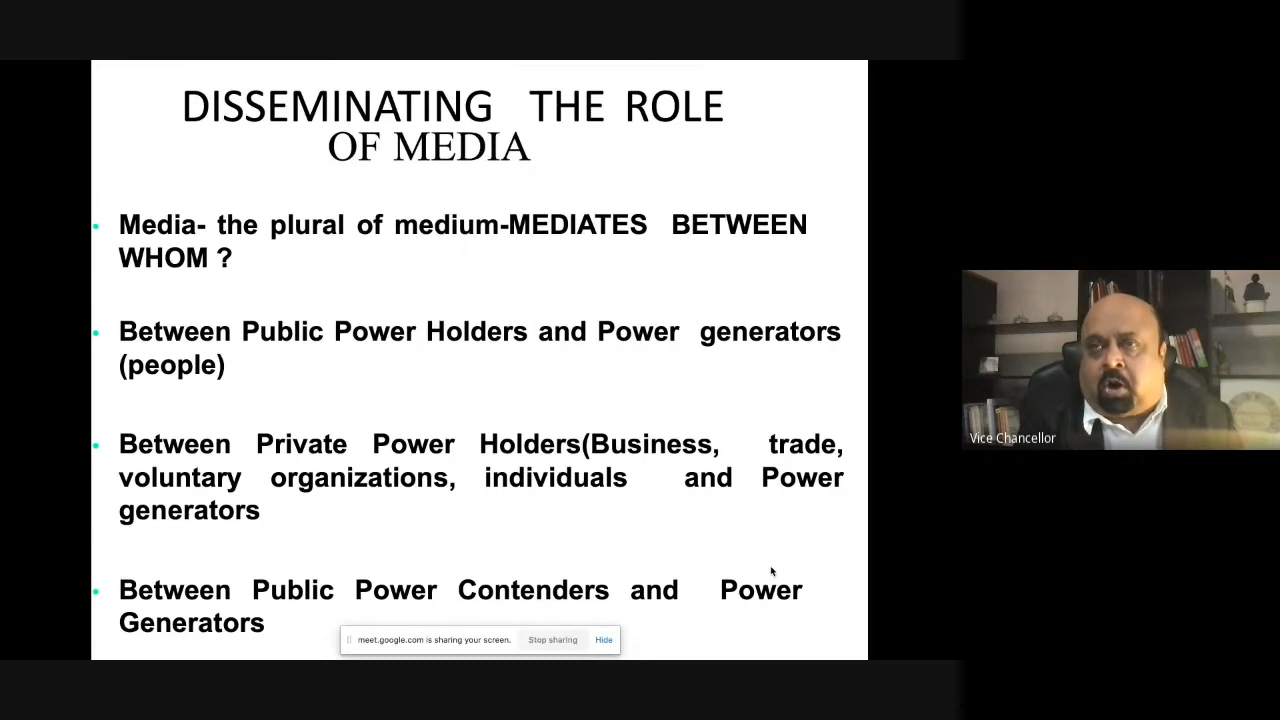 DISSEMINATING THE ROLE
OF MEDIA
Media- the plural of medium-MEDIATES BETWEEN
WHOM ?
Between Public Power Holders and Power generators
(people)
Between Private Power Holders(Business, trade,
voluntary organizations, individuals and Power
generators
Between Public Power Contenders and Power
Generators
meet.google.com is sharing your screen. Stop sharing Hide
Vice Chancellor